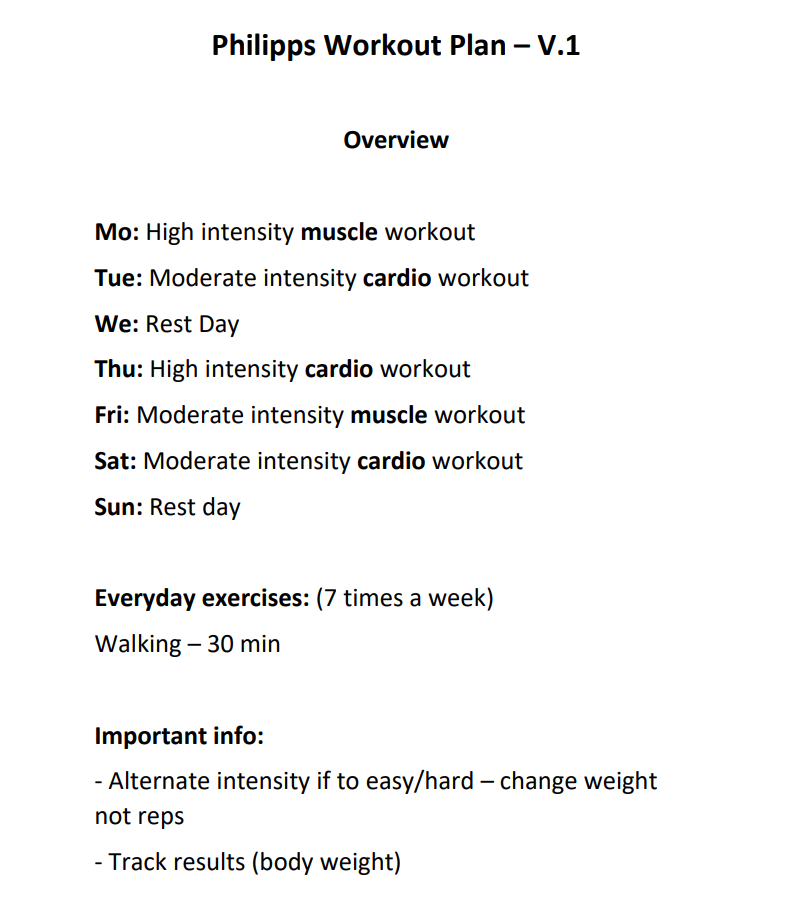 Philipps Workout Plan – V.1
Overview
Mo: High intensity muscle workout
Tue: Moderate intensity cardio workout
We: Rest Day
Thu: High intensity cardio workout
Fri: Moderate intensity muscle workout
Sat: Moderate intensity cardio workout
Sun: Rest day
Everyday exercises: (7 times a week)
Walking – 30 min
Important info:
- Alternate intensity if to easy/hard – change weight
not reps
- Track results (body weight)